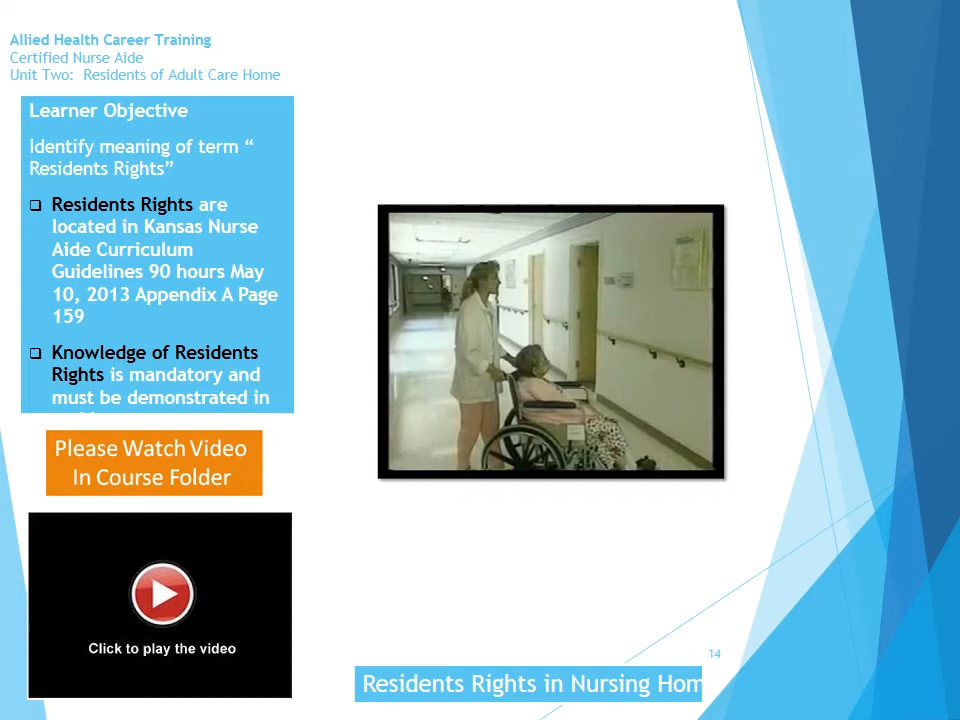 Allied Health Career Training
Certified Nurse Aide
Unit Two: Residents of Adult Care Home
Learner Objective
Identify meaning of term “
Residents Rights”
Residents Rights are
located in Kansas Nurse
Aide Curriculum
Guidelines 90 hours May
10, 2013 Appendix A Page
159
Knowledge of Residents
Rights is mandatory and
must be demonstrated in
Please Watch Video
In Course Folder
Click to play the video
14
Residents Rights in Nursing Hom